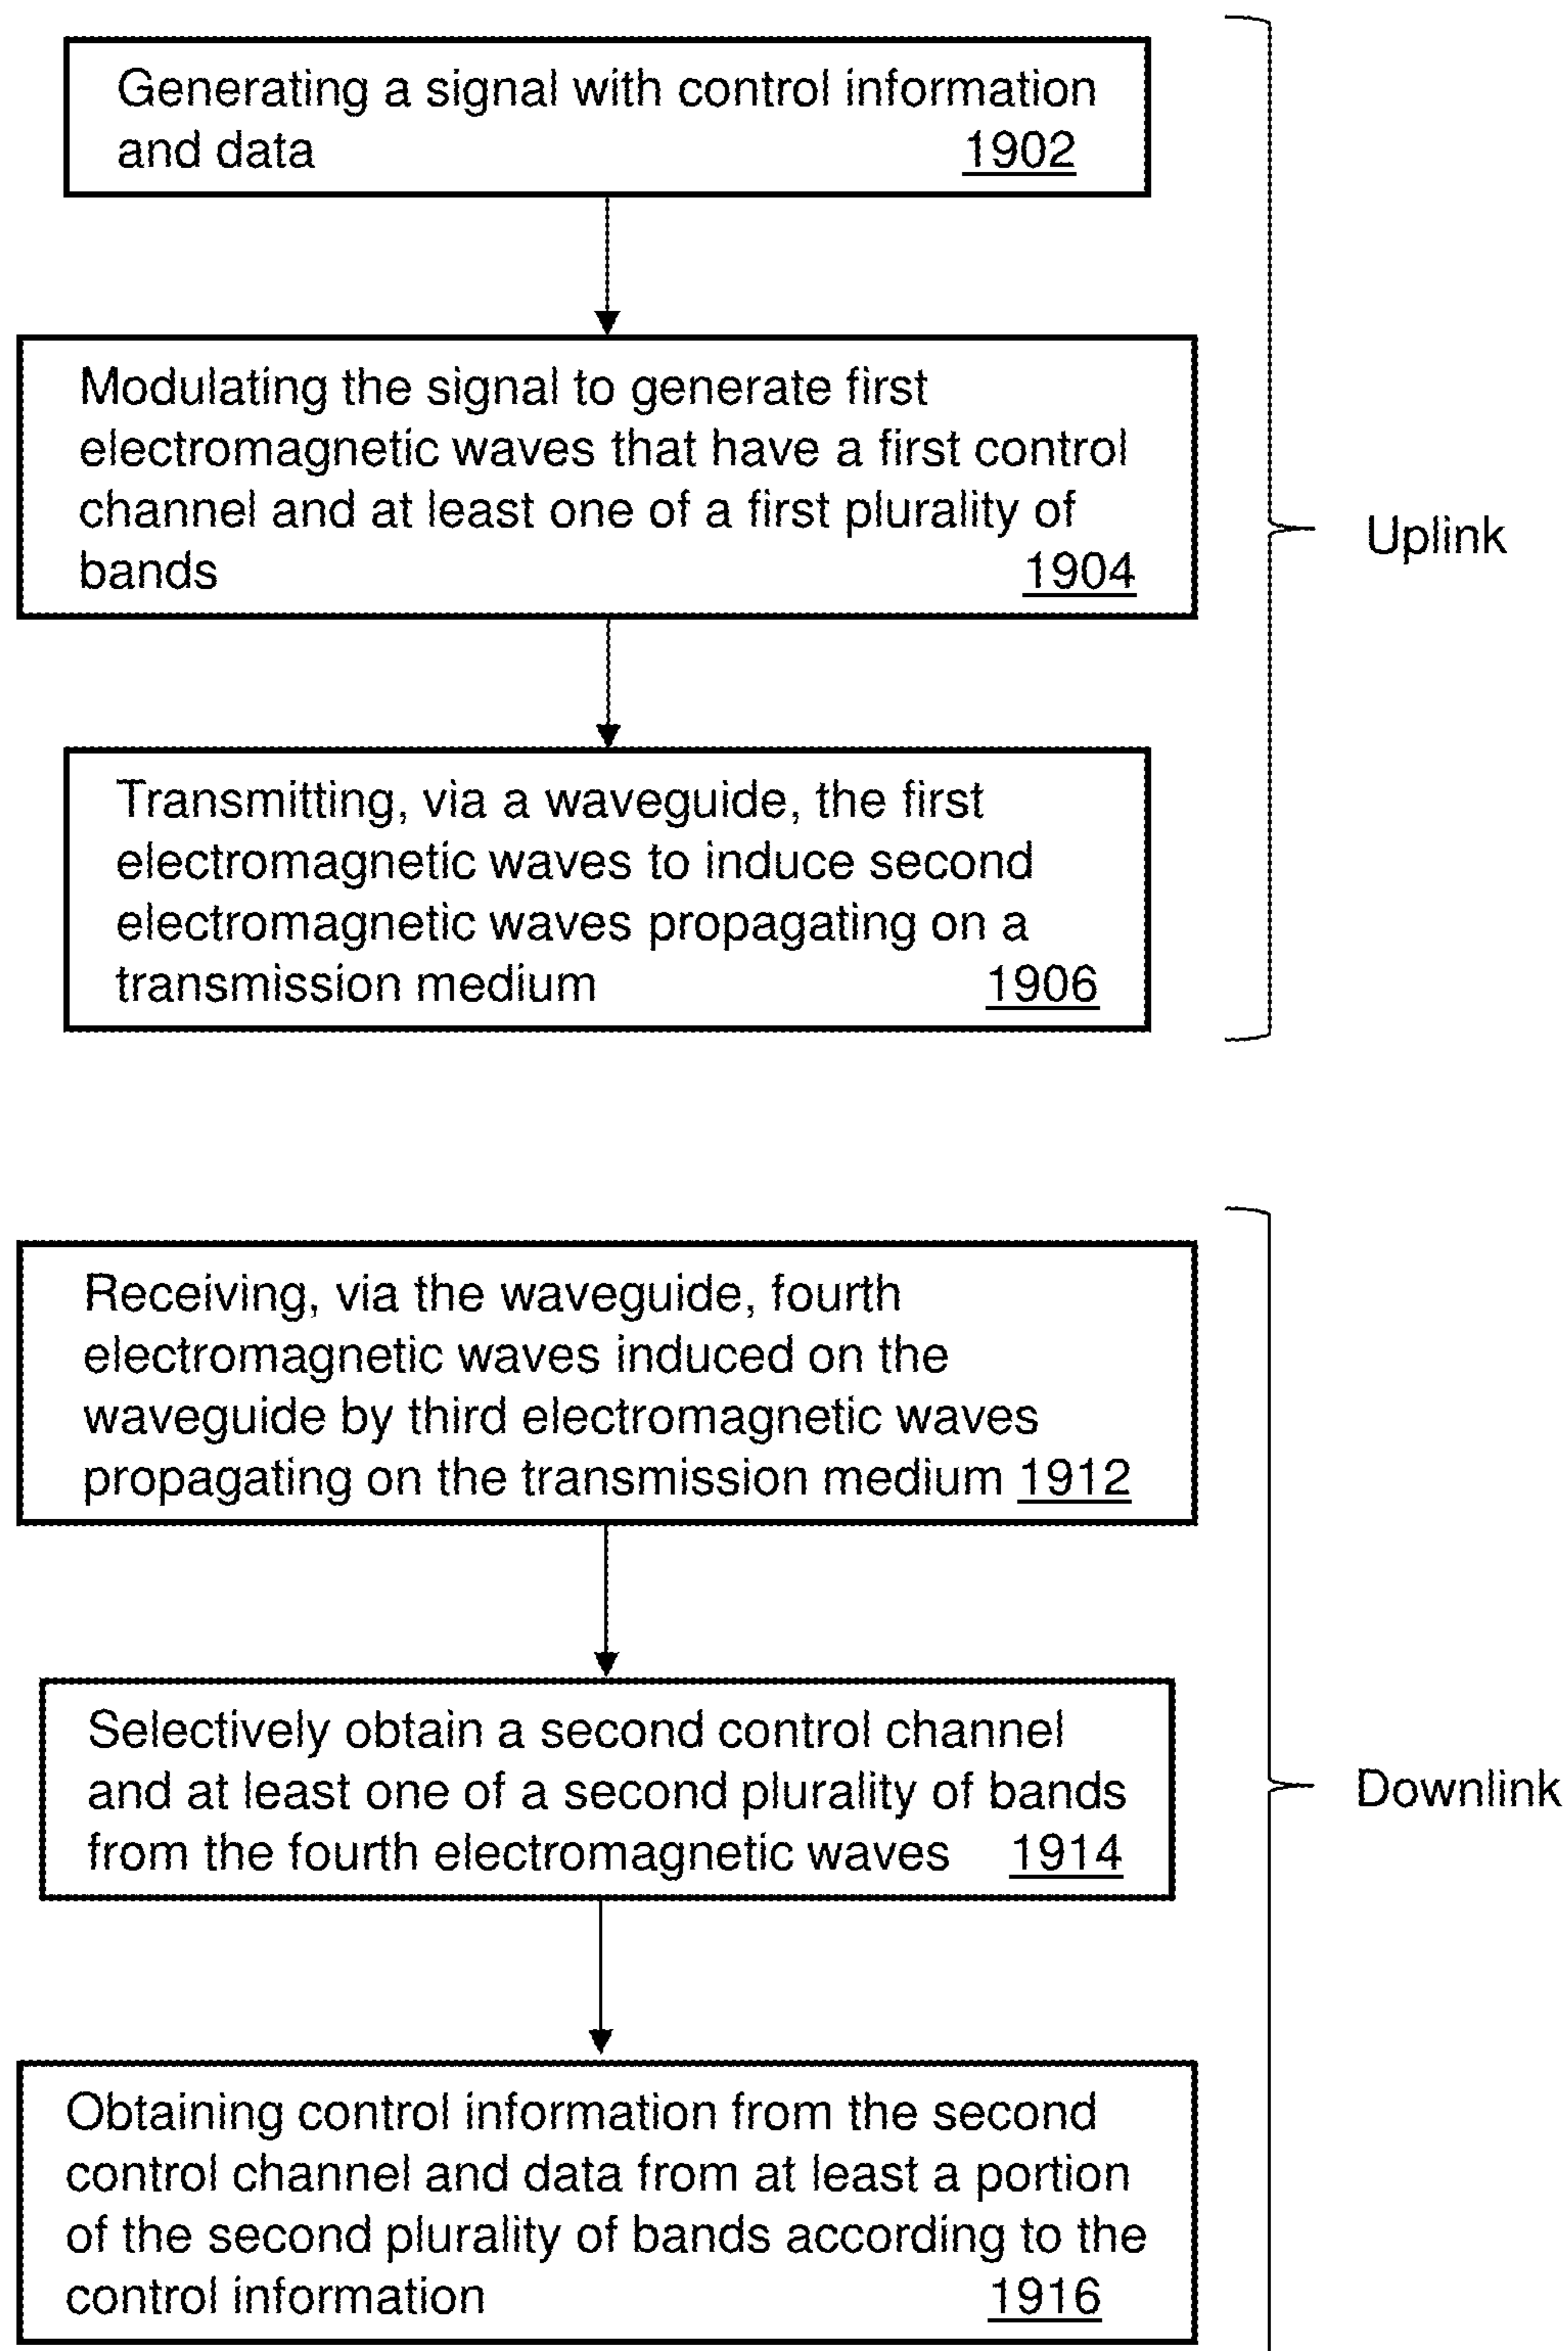 Generating a signal with control information
and data 1902
Modulating the signal to generate first
electromagnetic waves that have a first control
channel and at least one of a first plurality of
bands 1904
Uplink
Transmitting, via a waveguide, the first
electromagnetic waves to induce second
electromagnetic waves propagating on a
transmission medium 1906
Receiving, via the waveguide, fourth
electromagnetic waves induced on the
waveguide by third electromagnetic waves
propagating on the transmission medium 1912
Selectively obtain a second control channel
and at least one of a second plurality of bands
from the fourth electromagnetic waves 1914
Downlink
Obtaining control information from the second
control channel and data from at least a portion
of the second plurality of bands according to the
control information 1916